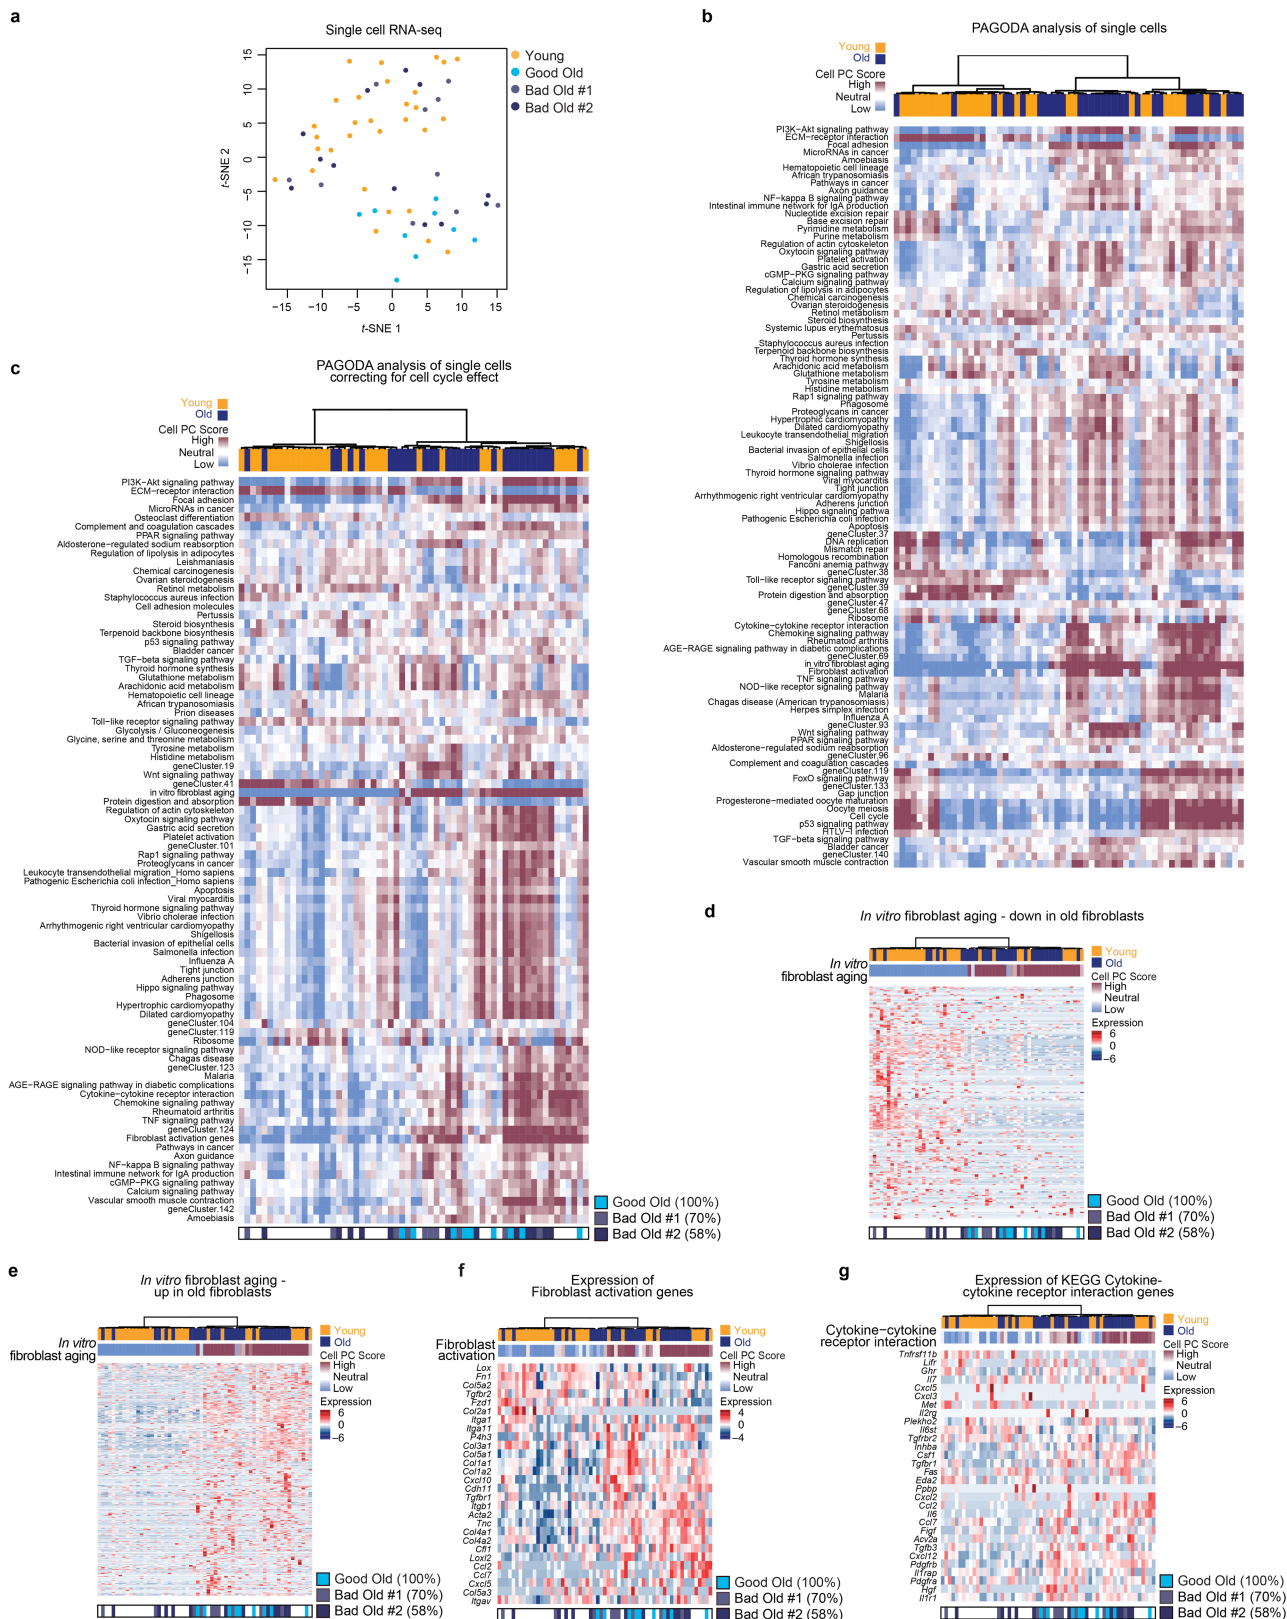 a
Single cell RNA-seq
Young
Good Old
Bad Old #1
Bad Old #2
15
10
5
0
−5
−10
−15
t-SNE 2
−15
−10
−5
0
5
10
15
t-SNE 1
b
PAGODA analysis of single cells
Young
Old
Cell PC Score
High
Neutral
Low
PI3K−Akt signaling pathway
ECM−receptor interaction
Focal adhesion
MicroRNAs in cancer
Amoebiasis
Hematopoietic cell lineage
African trypanosomiasis
Pathways in cancer
Axon guidance
NF−kappa B signaling pathway
Intestinal immune network for IgA production
Nucleotide excision repair
Base excision repair
Pyrimidine metabolism
Purine metabolism
Regulation of actin cytoskeleton
Oxytocin signaling pathway
Platelet activation
Gastric acid secretion
cGMP−PKG signaling pathway
Calcium signaling pathway
Regulation of lipolysis in adipocytes
Chemical carcinogenesis
Ovarian steroidogenesis
Retinol metabolism
Steroid biosynthesis
Systemic lupus erythematosus
Pertussis
Staphylococcus aureus infection
Terpenoid backbone biosynthesis
Thyroid hormone synthesis
Arachidonic acid metabolism
Glutathione metabolism
Tyrosine metabolism
Histidine metabolism
Rap1 signaling pathway
Phagosome
Proteoglycans in cancer
Hypertrophic cardiomyopathy
Dilated cardiomyopathy
Leukocyte transendothelial migration
Shigellosis
Bacterial invasion of epithelial cells
Salmonella infection
Vibrio cholerae infection
Thyroid hormone signaling pathway
Viral myocarditis
Tight junction
Arrhythmogenic right ventricular cardiomyopathy
Adherens junction
Hippo signaling pathwa
Pathogenic Escherichia coli infection
Apoptosis
geneCluster.37
DNA replication
Mismatch repair
Homologous recombination
Fanconi anemia pathway
geneCluster.38
Toll−like receptor signaling pathway
geneCluster.39
Protein digestion and absorption
geneCluster.47
geneCluster.68
Ribosome
Cytokine−cytokine receptor interaction
Chemokine signaling pathway
Rheumatoid arthritis
AGE−RAGE signaling pathway in diabetic complications
geneCluster.69
in vitro fibroblast aging
Fibroblast activation
TNF signaling pathway
NOD−like receptor signaling pathway
Malaria
Chagas disease (American trypanosomiasis)
Herpes simplex infection
Influenza A
geneCluster.93
Wnt signaling pathway
PPAR signaling pathway
Aldosterone−regulated sodium reabsorption
geneCluster.96
Complement and coagulation cascades
geneCluster.119
FoxO signaling pathway
geneCluster.133
Gap junction
Progesterone−mediated oocyte maturation
Oocyte meiosis
Cell cycle
p53 signaling pathway
HTLV−I infection
TGF−beta signaling pathway
Bladder cancer
geneCluster.140
Vascular smooth muscle contraction
c
PAGODA analysis of single cells
correcting for cell cycle effect
Young
Old
Cell PC Score
High
Neutral
Low
PI3K−Akt signaling pathway
ECM−receptor interaction
Focal adhesion
MicroRNAs in cancer
Osteoclast differentiation
Complement and coagulation cascades
PPAR signaling pathway
Aldosterone−regulated sodium reabsorption
Regulation of lipolysis in adipocytes
Leishmaniasis
Chemical carcinogenesis
Ovarian steroidogenesis
Retinol metabolism
Staphylococcus aureus infection
Cell adhesion molecules
Pertussis
Steroid biosynthesis
Terpenoid backbone biosynthesis
p53 signaling pathway
Bladder cancer
TGF−beta signaling pathway
Thyroid hormone synthesis
Glutathione metabolism
Arachidonic acid metabolism
Hematopoietic cell lineage
African trypanosomiasis
Prion diseases
Toll−like receptor signaling pathway
Glycolysis / Gluconeogenesis
Glycine, serine and threonine metabolism
Tyrosine metabolism
Histidine metabolism
geneCluster.19
Wnt signaling pathway
geneCluster.41
in vitro fibroblast aging
Protein digestion and absorption
Regulation of actin cytoskeleton
Oxytocin signaling pathway
Gastric acid secretion
Platelet activation
geneCluster.101
Rap1 signaling pathway
Proteoglycans in cancer
Leukocyte transendothelial migration_Homo sapiens
Pathogenic Escherichia coli infection_Homo sapiens
Apoptosis
Viral myocarditis
Thyroid hormone signaling pathway
Vibrio cholerae infection
Arrhythmogenic right ventricular cardiomyopathy
Shigellosis
Bacterial invasion of epithelial cells
Salmonella infection
Influenza A
Tight junction
Adherens junction
Hippo signaling pathway
Phagosome
Hypertrophic cardiomyopathy
Dilated cardiomyopathy
geneCluster.104
geneCluster.119
Ribosome
NOD−like receptor signaling pathway
Chagas disease
geneCluster.123
Malaria
AGE−RAGE signaling pathway in diabetic complications
Cytokine−cytokine receptor interaction
Chemokine signaling pathway
Rheumatoid arthritis
TNF signaling pathway
geneCluster.124
Fibroblast activation genes
Pathways in cancer
Axon guidance
NF−kappa B signaling pathway
Intestinal immune network for IgA production
cGMP−PKG signaling pathway
Calcium signaling pathway
Vascular smooth muscle contraction
geneCluster.142
Amoebiasis
Good Old (100%)
Bad Old #1 (70%)
Bad Old #2 (58%)
d
In vitro fibroblast aging - down in old fibroblasts
In vitro
fibroblast aging
Young
Old
Cell PC Score
High
Neutral
Low
Expression
6
0
−6
Good Old (100%)
Bad Old #1 (70%)
Bad Old #2 (58%)
e
In vitro fibroblast aging -
up in old fibroblasts
In vitro
fibroblast aging
Young
Old
Cell PC Score
High
Neutral
Low
Expression
6
0
−6
Good Old (100%)
Bad Old #1 (70%)
Bad Old #2 (58%)
f
Expression of
Fibroblast activation genes
Fibroblast
activation
Young
Old
Cell PC Score
High
Neutral
Low
Expression
4
0
−4
Lox
Fn1
Col5a2
Tgfbr2
Fzd1
Col2a1
Itga1
Itga11
P4h3
Col3a1
Col5a1
Col1a1
Col1a2
Cxcl10
Cdh11
Tgfbr1
Itgb1
Acta2
Tnc
Col4a1
Col4a2
Cfl1
Loxl2
Ccl2
Ccl7
Cxcl5
Col5a3
Itgav
Good Old (100%)
Bad Old #1 (70%)
Bad Old #2 (58%)
g
Expression of KEGG Cytokine-
cytokine receptor interaction genes
Cytokine−cytokine
receptor interaction
Young
Old
Cell PC Score
High
Neutral
Low
Expression
6
0
−6
Tnfrsf11b
Lifr
Ghr
Il7
Cxcl5
Cxcl3
Met
Il2rg
Plekho2
Il6st
Tgfrbr2
Inhba
Csf1
Tgfbr1
Fas
Eda2
Ppbp
Cxcl2
Ccl2
Il6
Ccl7
Figf
Acv2a
Tgfb3
Cxcl12
Pdgfrb
Il1rap
Pdgfra
Hgf
Il1r1
Good Old (100%)
Bad Old #1 (70%)
Bad Old #2 (58%)